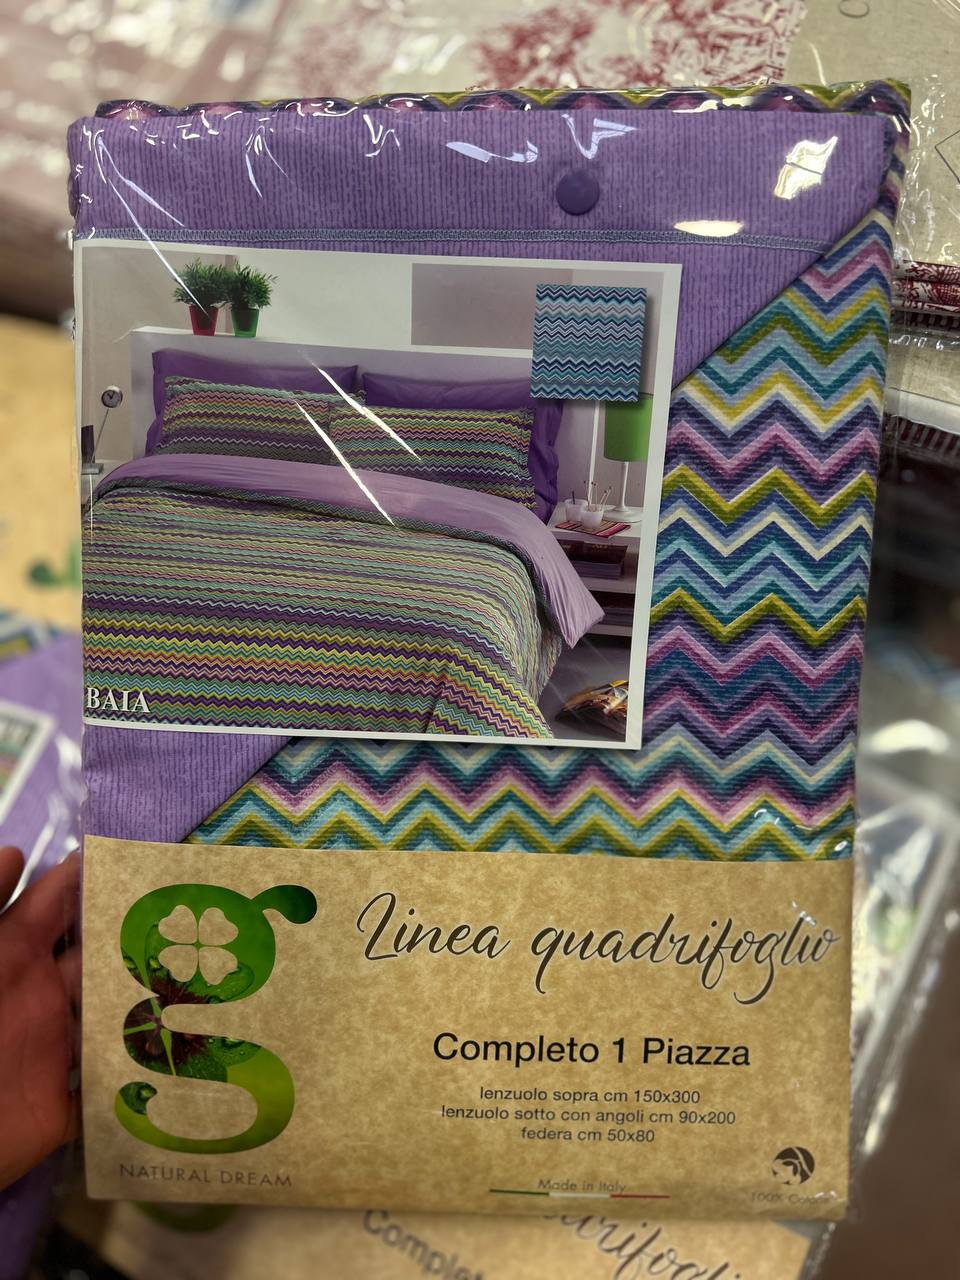 BAIA
Linea quadrifoglio
Completo 1 Piazza
lenzuolo sopra cm 150x300
lenzuolo sotto con angoli cm 90x200
federa cm 50x80
NATURAL DREAM
Made in Italy
100%
Completo